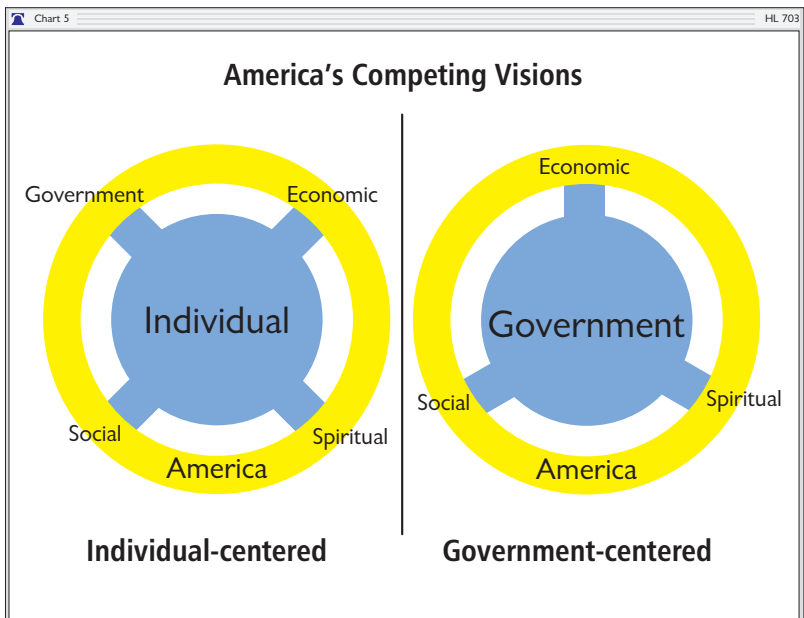 Chart 5
HL 703
America's Competing Visions
Government
Economic
Individual
Social
Spiritual
America
Individual-centered
Economic
Government
Social
Spiritual
America
Government-centered